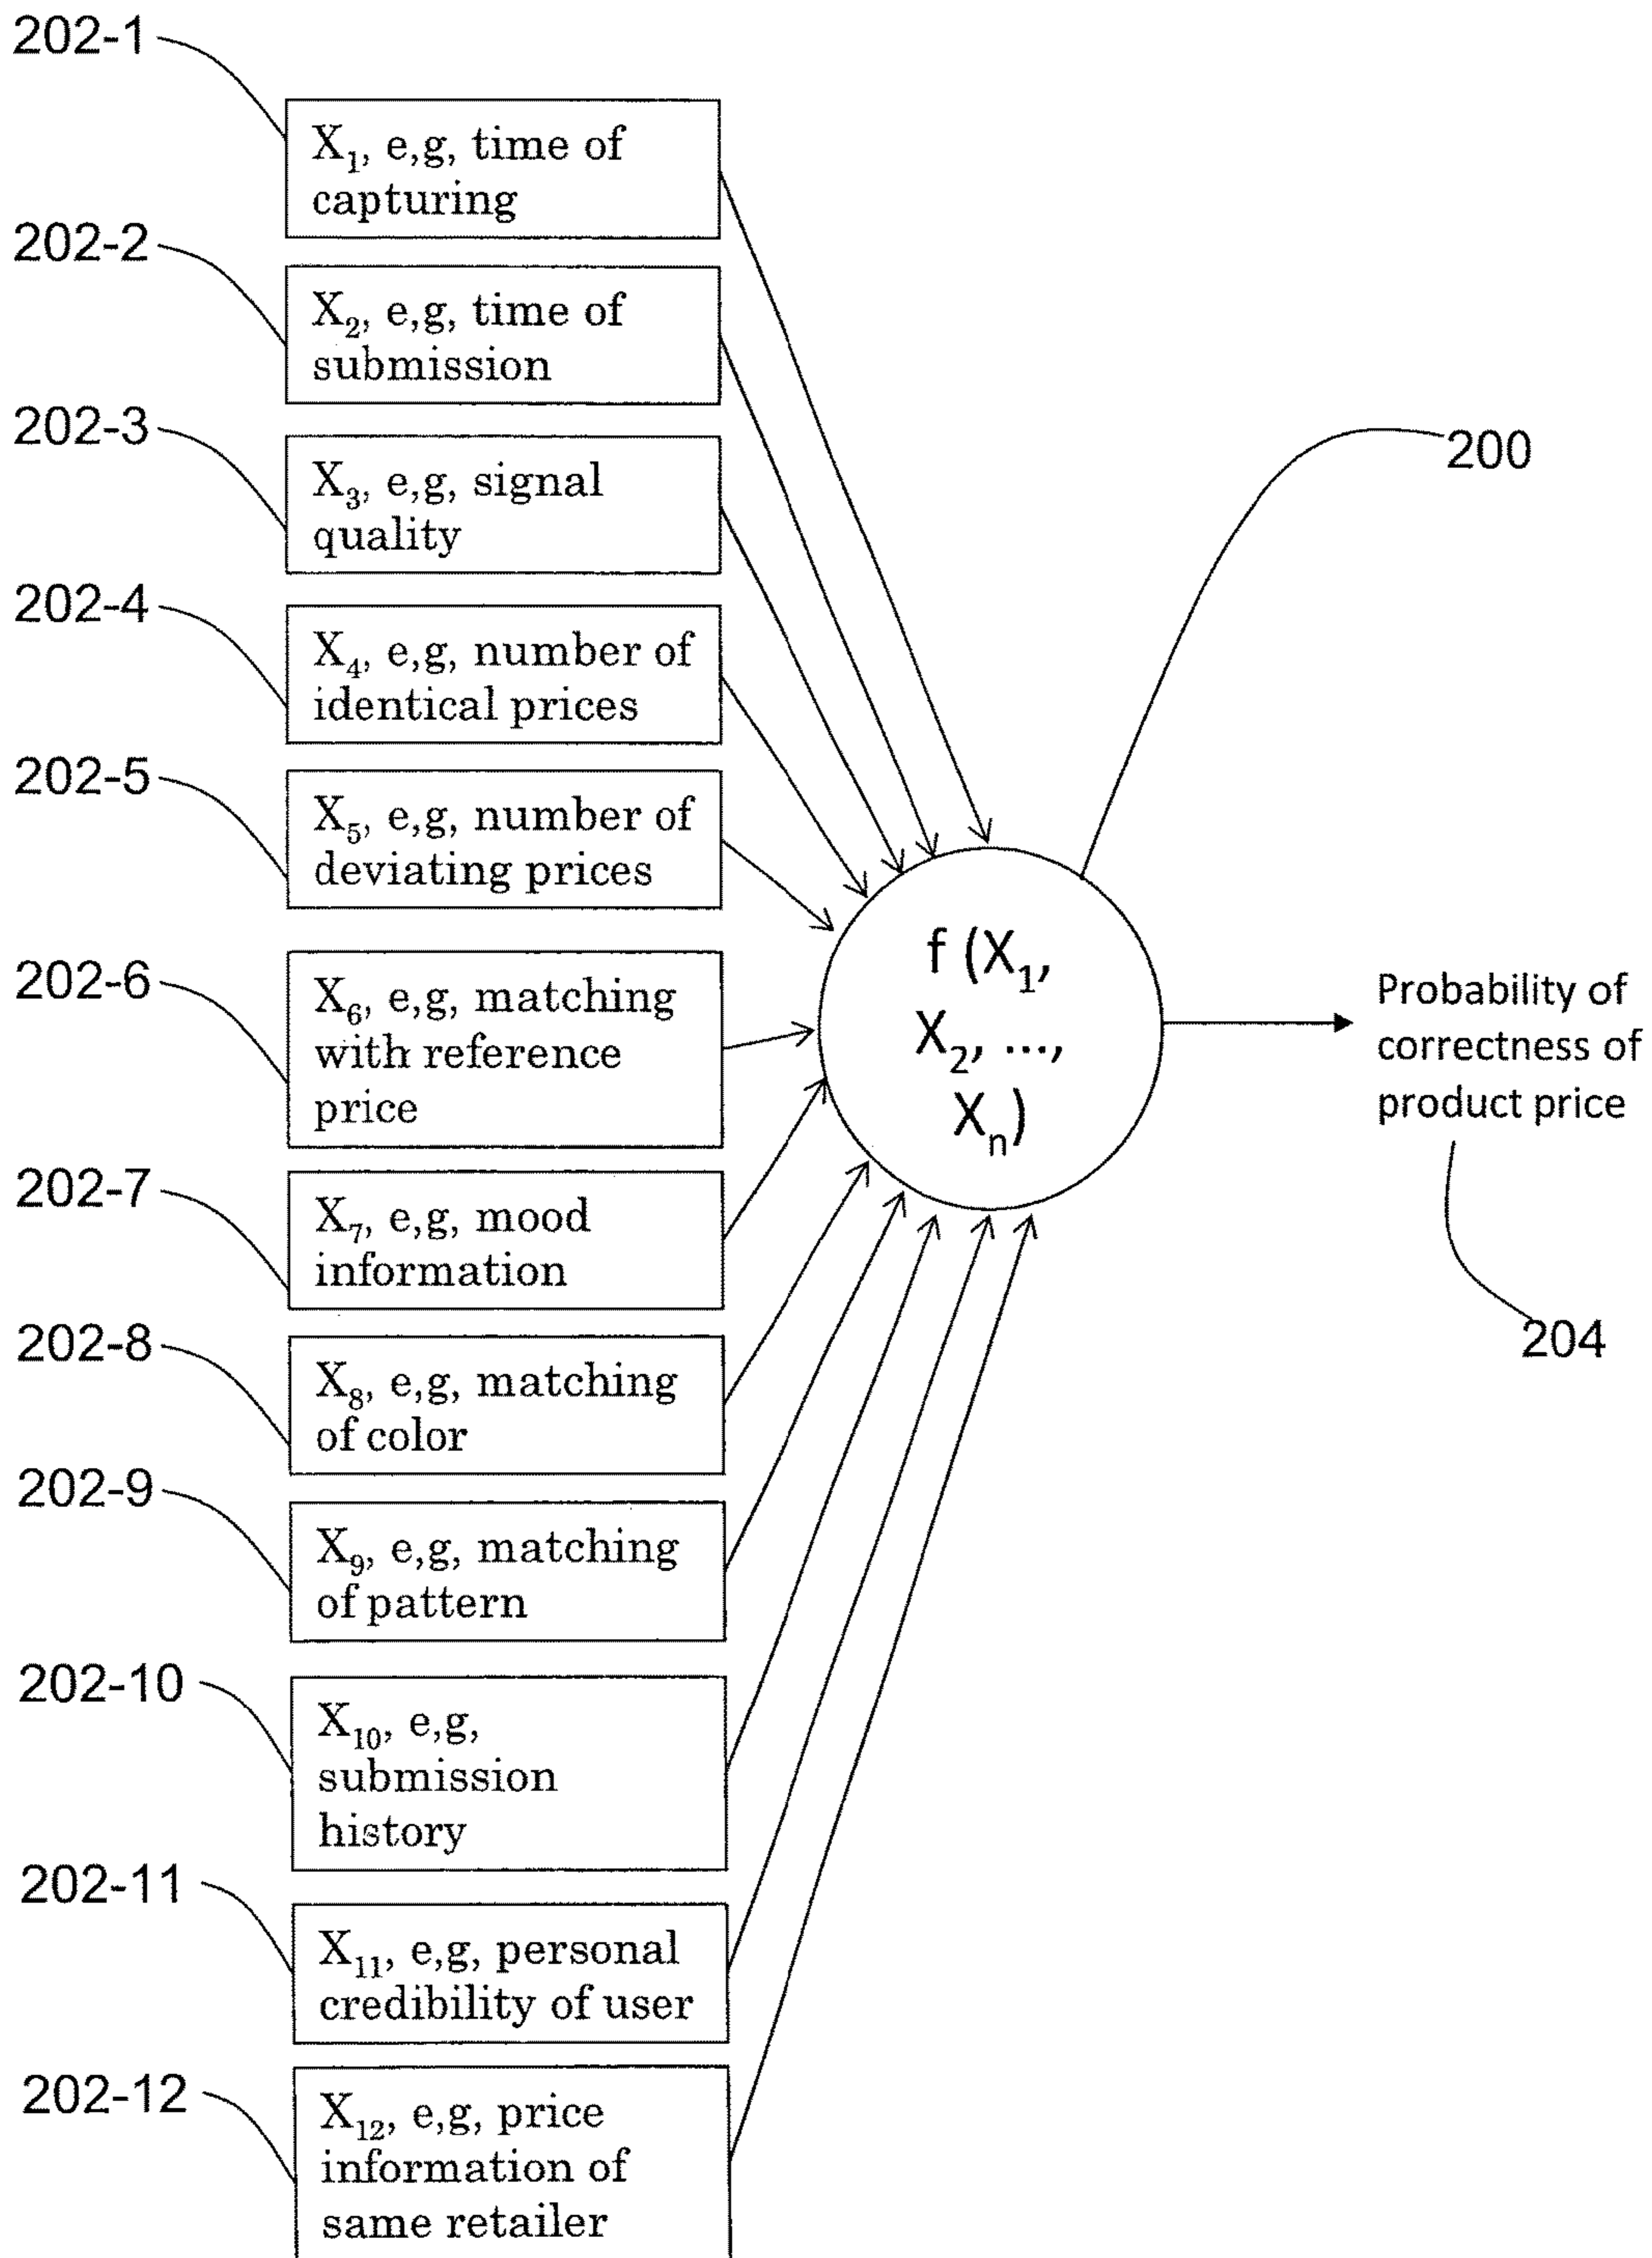 202-1
X₁, e,g, time of
capturing
202-2
X₂, e,g, time of
submission
202-3
X₃, e,g, signal
quality
202-4
X₄, e,g, number of
identical prices
202-5
X₅, e,g, number of
deviating prices
202-6
X₆, e,g, matching
with reference
price
202-7
X₇, e,g, mood
information
202-8
X₈, e,g, matching
of color
202-9
X₉, e,g, matching
of pattern
202-10
X₁₀, e,g,
submission
history
202-11
X₁₁, e,g, personal
credibility of user
202-12
X₁₂, e,g, price
information of
same retailer
200
f (X₁,
X₂, ...,
Xₙ)
Probability of
correctness of
product price
204